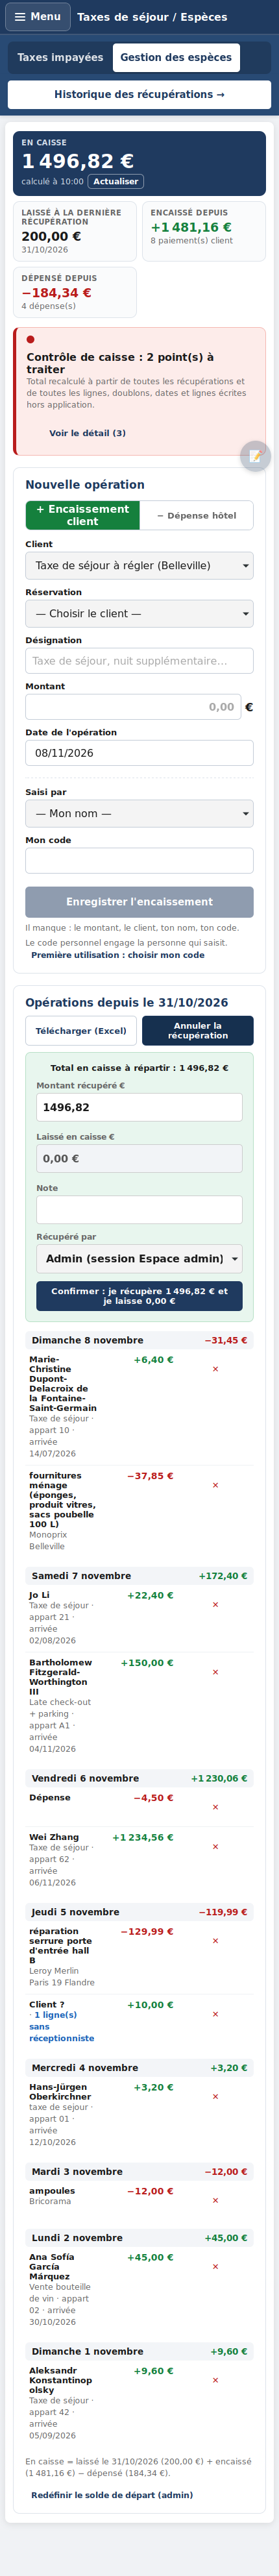 Menu
Taxes de séjour / Espèces
Taxes impayées
Gestion des espèces
Historique des récupérations →
EN CAISSE
1 496,82 €
calculé à 10:00
Actualiser
LAISSÉ À LA DERNIÈRE
RÉCUPÉRATION
200,00 €
31/10/2026
ENCAISSÉ DEPUIS
+1 481,16 €
8 paiement(s) client
DÉPENSÉ DEPUIS
−184,34 €
4 dépense(s)
Contrôle de caisse : 2 point(s) à
traiter
Total recalculé à partir de toutes les récupérations et
de toutes les lignes, doublons, dates et lignes écrites
hors application.
Voir le détail (3)
Nouvelle opération
+ Encaissement
client
− Dépense hôtel
Client
Taxe de séjour à régler (Belleville)
Réservation
— Choisir le client —
Désignation
Taxe de séjour, nuit supplémentaire…
Montant
0,00 €
Date de l'opération
08/11/2026
Saisi par
— Mon nom —
Mon code
Enregistrer l'encaissement
Il manque : le montant, le client, ton nom, ton code.
Le code personnel engage la personne qui saisit.
Première utilisation : choisir mon code
Opérations depuis le 31/10/2026
Télécharger (Excel)
Annuler la
récupération
Total en caisse à répartir : 1 496,82 €
Montant récupéré €
1496,82
Laissé en caisse €
0,00 €
Note
Récupéré par
Admin (session Espace admin)
Confirmer : je récupère 1 496,82 € et
je laisse 0,00 €
Dimanche 8 novembre −31,45 €
Marie-
Christine
Dupont-
Delacroix de
la Fontaine-
Saint-Germain
+6,40 €
×
Taxe de séjour ·
appart 10 ·
arrivée
14/07/2026
fournitures
ménage
(éponges,
produit vitres,
sacs poubelle
100 L)
−37,85 €
×
Monoprix
Belleville
Samedi 7 novembre +172,40 €
Jo Li
+22,40 €
×
Taxe de séjour ·
appart 21 ·
arrivée
02/08/2026
Bartholomew
Fitzgerald-
Worthington
III
+150,00 €
×
Late check-out
+ parking ·
appart A1 ·
arrivée
04/11/2026
Vendredi 6 novembre +1 230,06 €
Dépense
−4,50 €
×
Wei Zhang
+1 234,56 €
×
Taxe de séjour ·
appart 62 ·
arrivée
06/11/2026
Jeudi 5 novembre −119,99 €
réparation
serrure porte
d'entrée hall
B
−129,99 €
×
Leroy Merlin
Paris 19 Flandre
Client ?
+10,00 €
×
· 1 ligne(s)
sans
réceptionniste
Mercredi 4 novembre +3,20 €
Hans-Jürgen
Oberkirchner
+3,20 €
×
taxe de sejour ·
appart 01 ·
arrivée
12/10/2026
Mardi 3 novembre −12,00 €
ampoules
−12,00 €
×
Bricorama
Lundi 2 novembre +45,00 €
Ana Sofía
García
Márquez
+45,00 €
×
Vente bouteille
de vin · appart
02 · arrivée
30/10/2026
Dimanche 1 novembre +9,60 €
Aleksandr
Konstantinop
olsky
+9,60 €
×
Taxe de séjour ·
appart 42 ·
arrivée
05/09/2026
En caisse = laissé le 31/10/2026 (200,00 €) + encaissé
(1 481,16 €) − dépensé (184,34 €).
Redéfinir le solde de départ (admin)